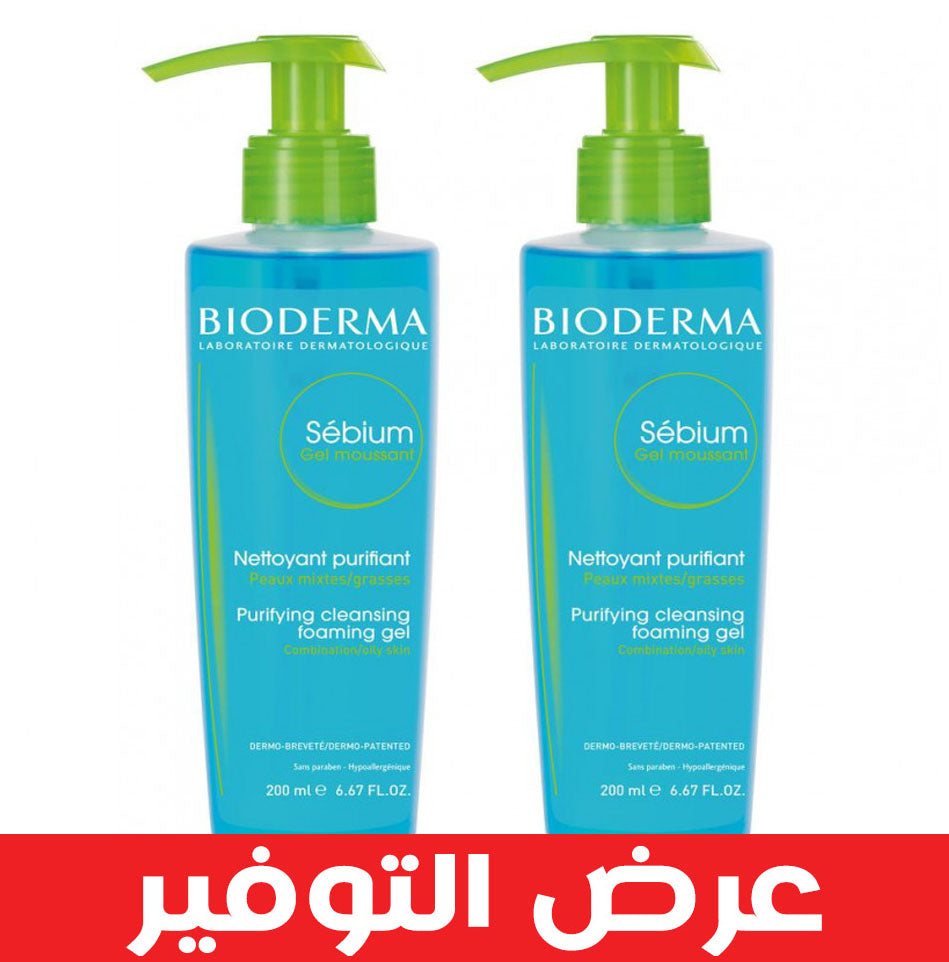 BIODERMA
LABORATOIRE DERMATOLOGIQUE
Sébium
Gel moussant
Nettoyant purifiant
Peaux mixtes/grasses
Purifying cleansing
foaming gel
Combination/oily skin
DERMO-BREVETÉ/DERMO-PATENTED
Sans paraben - Hypoallergénique
200 ml e 6.67 FL.OZ.
BIODERMA
LABORATOIRE DERMATOLOGIQUE
Sébium
Gel moussant
Nettoyant purifiant
Peaux mixtes/grasses
Purifying cleansing
foaming gel
Combination/oily skin
DERMO-BREVETÉ/DERMO-PATENTED
Sans paraben - Hypoallergénique
200 ml e 6.67 FL.OZ.
عرض التوفير